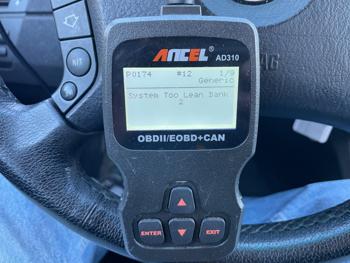 ANCEL
AD310
P0174 #12 1/9
Generic
System Too Lean Bank
2
OBDII/EOBD+CAN
ENTER
EXIT